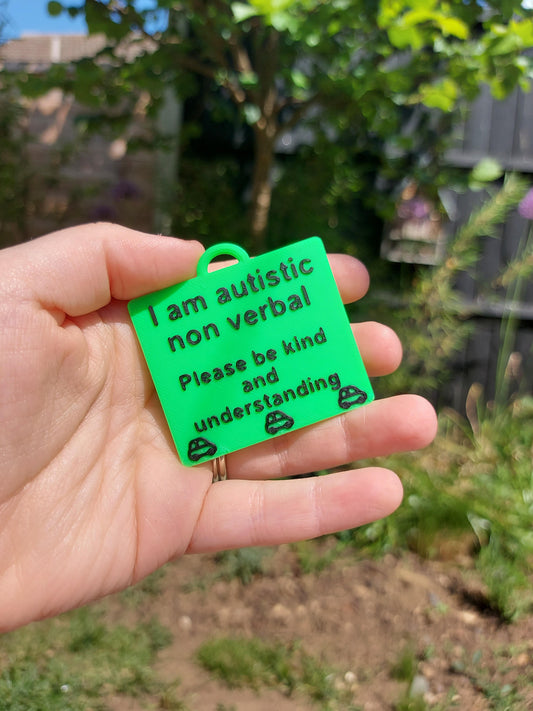 I am autistic
non verbal
Please be kind
and
understanding